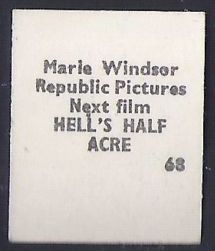 Marie Windsor
Republic Pictures
Next film
HELL'S HALF
ACRE
68